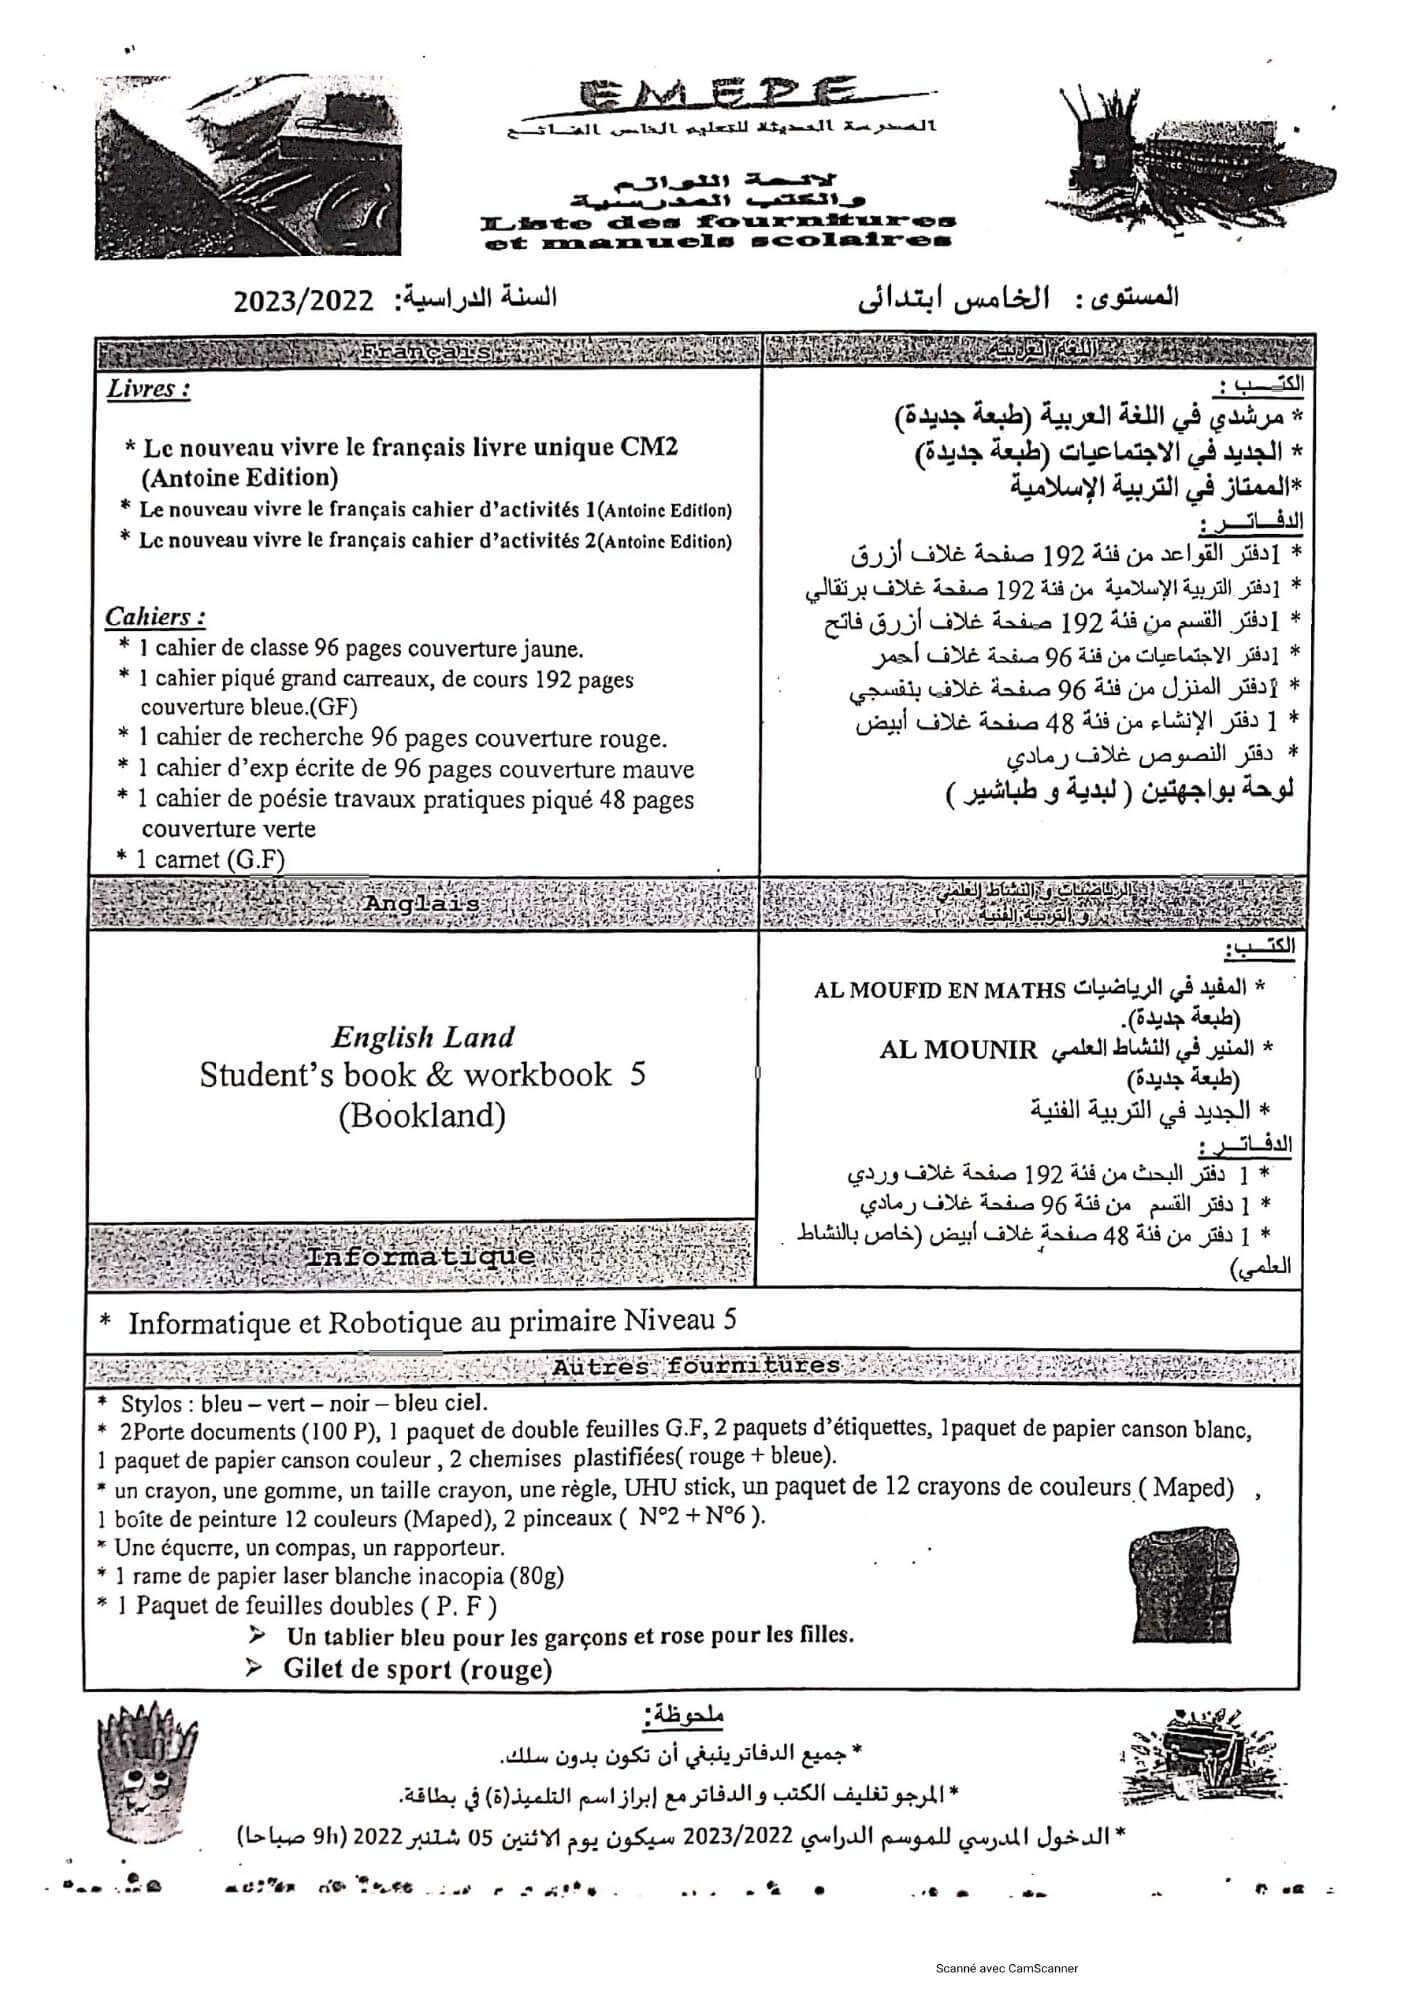 EMEPE
المدرسة الحديثة للتعليم الخاص الفاتح
لائحة اللوازم
والكتب المدرسية
Liste des fournitures
et manuels scolaires
المستوى: الخامس ابتدائى
السنة الدراسية: 2023/2022
Français
Livres :
* Le nouveau vivre le français livre unique CM2
(Antoine Edition)
* Le nouveau vivre le français cahier d'activités 1(Antoine Edition)
* Le nouveau vivre le français cahier d'activités 2(Antoine Edition)
Cahiers :
* 1 cahier de classe 96 pages couverture jaune.
* 1 cahier piqué grand carreaux, de cours 192 pages
couverture bleue.(GF)
* 1 cahier de recherche 96 pages couverture rouge.
* 1 cahier d'exp écrite de 96 pages couverture mauve
* 1 cahier de poésie travaux pratiques piqué 48 pages
couverture verte
* 1 carnet (G.F)
اللغة العربية
الكتـــب :
* مرشدي في اللغة العربية (طبعة جديدة)
* الجديد في الاجتماعيات (طبعة جديدة)
*الممتاز في التربية الإسلامية
الدفـاتـــر :
* 1دفتر القواعد من فئة 192 صفحة غلاف أزرق
* 1دفتر التربية الإسلامية من فئة 192 صفحة غلاف برتقالي
* 1دفتر القسم من فئة 192 صفحة غلاف أزرق فاتح
* 1دفتر الاجتماعيات من فئة 96 صفحة غلاف أحمر
* 1دفتر المنزل من فئة 96 صفحة غلاف بنفسجي
* 1 دفتر الإنشاء من فئة 48 صفحة غلاف أبيض
* دفتر النصوص غلاف رمادي
لوحة بواجهتين ( لبدية و طباشير )
Anglais
English Land
Student's book & workbook 5
(Bookland)
الرياضيات و النشاط العلمي
و التربية الفنية
الكتـــب:
* المفيد في الرياضيات AL MOUFID EN MATHS
(طبعة جديدة).
* المنير في النشاط العلمي AL MOUNIR
(طبعة جديدة)
* الجديد في التربية الفنية
الدفـاتـــر :
* 1 دفتر البحث من فئة 192 صفحة غلاف وردي
* 1 دفتر القسم من فئة 96 صفحة غلاف رمادي
* 1 دفتر من فئة 48 صفحة غلاف أبيض (خاص بالنشاط
العلمي)
Informatique
* Informatique et Robotique au primaire Niveau 5
Autres fournitures
* Stylos : bleu – vert – noir – bleu ciel.
* 2Porte documents (100 P), 1 paquet de double feuilles G.F, 2 paquets d'étiquettes, 1paquet de papier canson blanc,
1 paquet de papier canson couleur , 2 chemises plastifiées( rouge + bleue).
* un crayon, une gomme, un taille crayon, une règle, UHU stick, un paquet de 12 crayons de couleurs ( Maped) ,
1 boîte de peinture 12 couleurs (Maped), 2 pinceaux ( N°2 + N°6 ).
* Une équerre, un compas, un rapporteur.
* 1 rame de papier laser blanche inacopia (80g)
* 1 Paquet de feuilles doubles ( P. F )
➢ Un tablier bleu pour les garçons et rose pour les filles.
➢ Gilet de sport (rouge)
ملحوظة:
* جميع الدفاتر ينبغي أن تكون بدون سلك.
* المرجو تغليف الكتب و الدفاتر مع إبراز اسم التلميذ(ة) في بطاقة.
* الدخول المدرسي للموسم الدراسي 2023/2022 سيكون يوم الاثنين 05 شتنبر 2022 (9h صباحا)
Scanné avec CamScanner